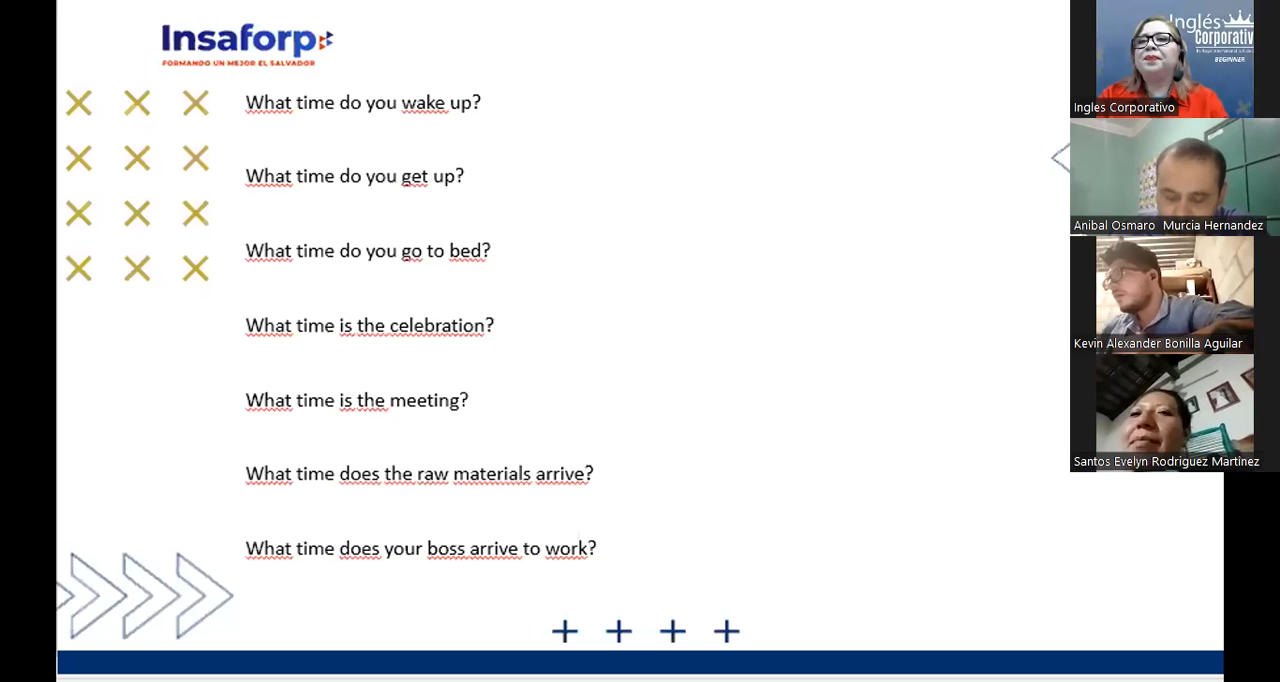 Insaforp
FORMANDO UN MEJOR EL SALVADOR
What time do you wake up?
What time do you get up?
What time do you go to bed?
What time is the celebration?
What time is the meeting?
What time does the raw materials arrive?
What time does your boss arrive to work?
Inglés
Corporativ
BEGINNER
Ingles Corporativo
Anibal Osmaro Murcia Hernandez
Kevin Alexander Bonilla Aguilar
Santos Evelyn Rodriguez Martinez